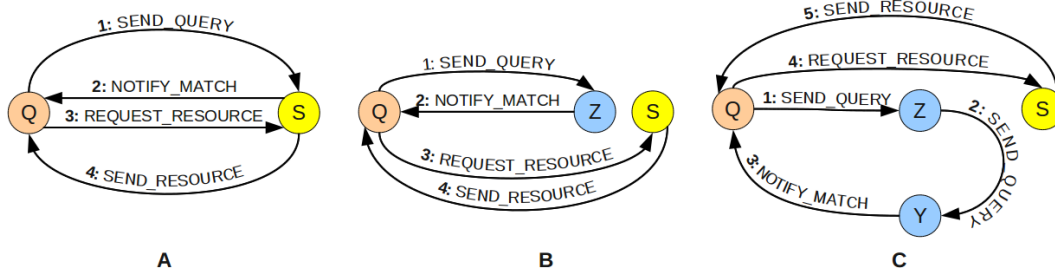 1: SEND_QUERY
2: NOTIFY_MATCH
Q
S
3: REQUEST_RESOURCE
4: SEND_RESOURCE
A
1: SEND_QUERY
2: NOTIFY_MATCH
Q
Z
S
3: REQUEST_RESOURCE
4: SEND_RESOURCE
B
5: SEND_RESOURCE
4: REQUEST_RESOURCE
1: SEND_QUERY
Q
Z
S
2: SEND_QUERY
3: NOTIFY_MATCH
Y
C